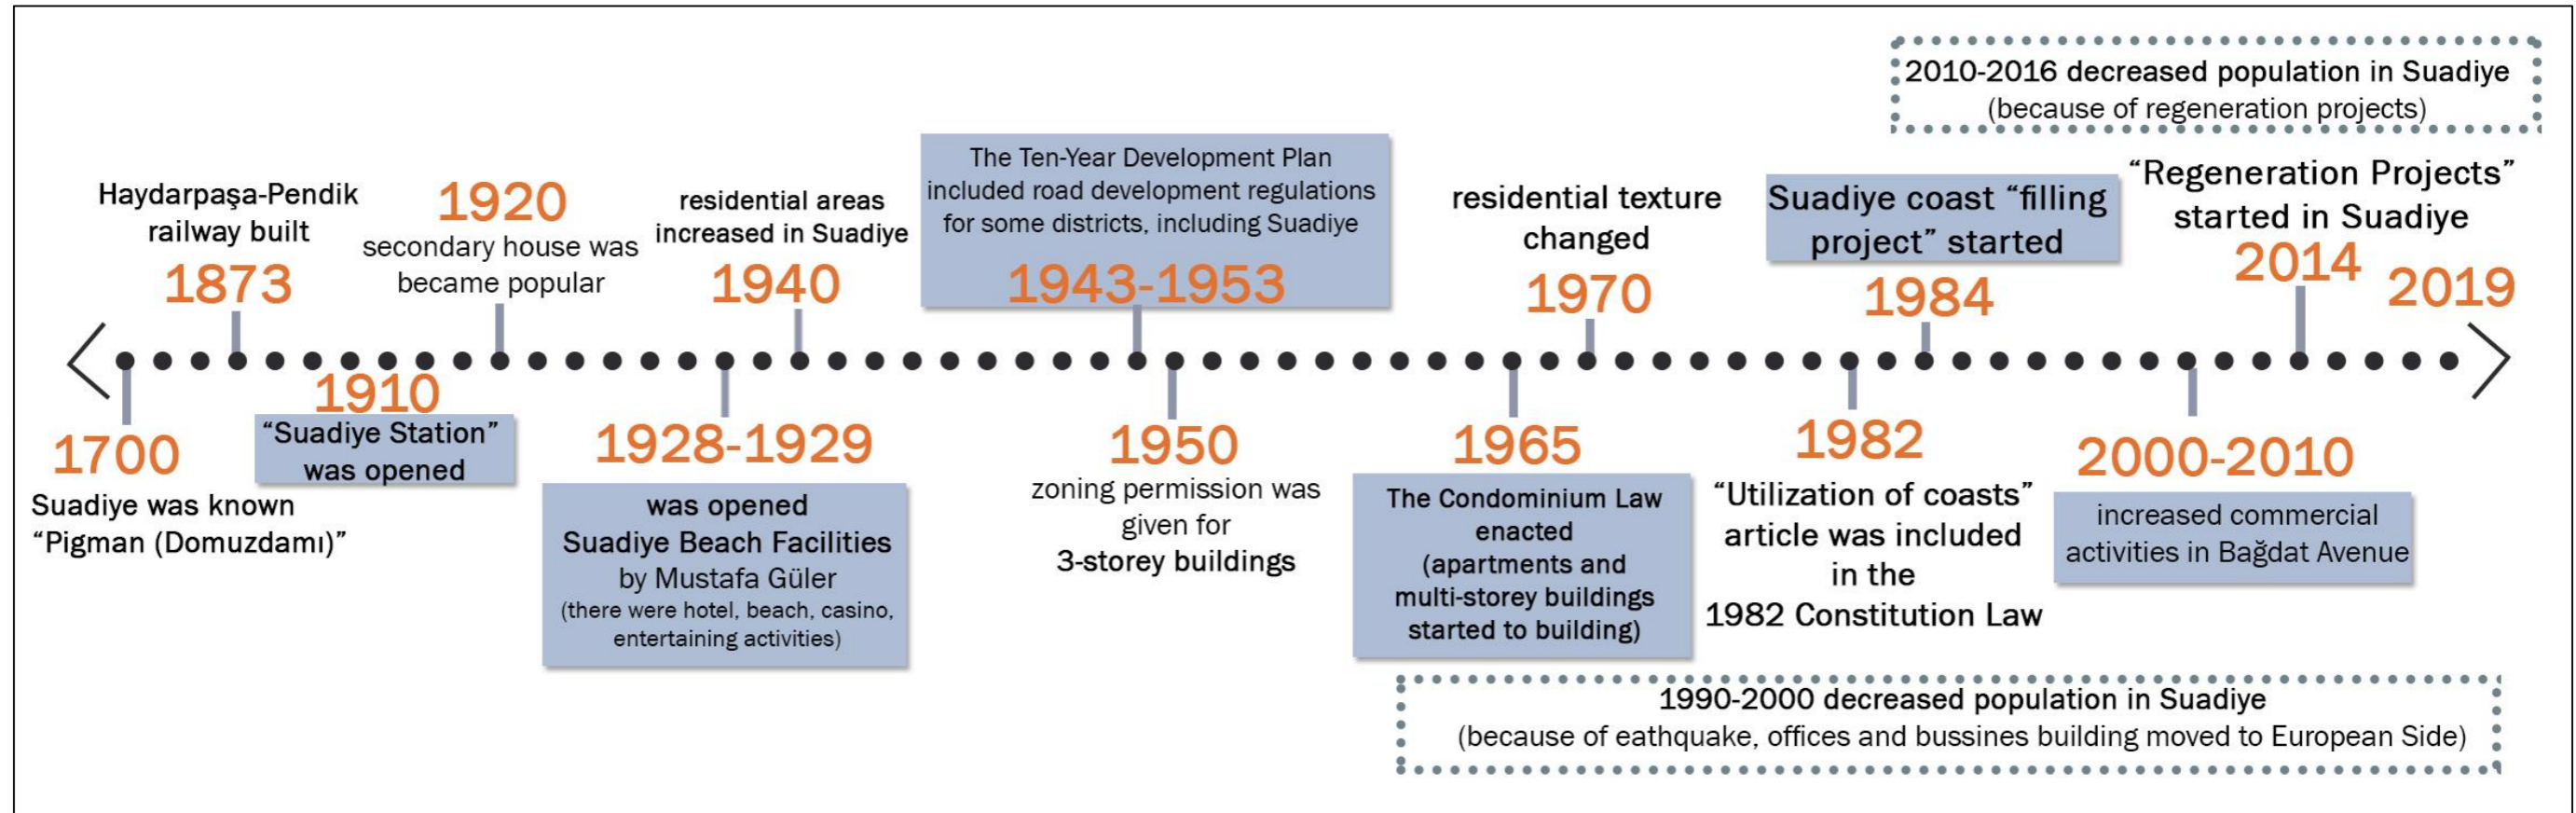 2010-2016 decreased population in Suadiye
(because of regeneration projects)
Haydarpaşa-Pendik
railway built
1873
1920
secondary house was
became popular
residential areas
increased in Suadiye
1940
The Ten-Year Development Plan
included road development regulations
for some districts, including Suadiye
1943-1953
residential texture
changed
1970
Suadiye coast “filling
project” started
1984
“Regeneration Projects”
started in Suadiye
2014
2019
1700
Suadiye was known
“Pigman (Domuzdamı)”
1910
“Suadiye Station”
was opened
1928-1929
was opened
Suadiye Beach Facilities
by Mustafa Güler
(there were hotel, beach, casino,
entertaining activities)
1950
zoning permission was
given for
3-storey buildings
1965
The Condominium Law
enacted
(apartments and
multi-storey buildings
started to building)
1982
“Utilization of coasts”
article was included
in the
1982 Constitution Law
2000-2010
increased commercial
activities in Bağdat Avenue
1990-2000 decreased population in Suadiye
(because of eathquake, offices and bussines building moved to European Side)